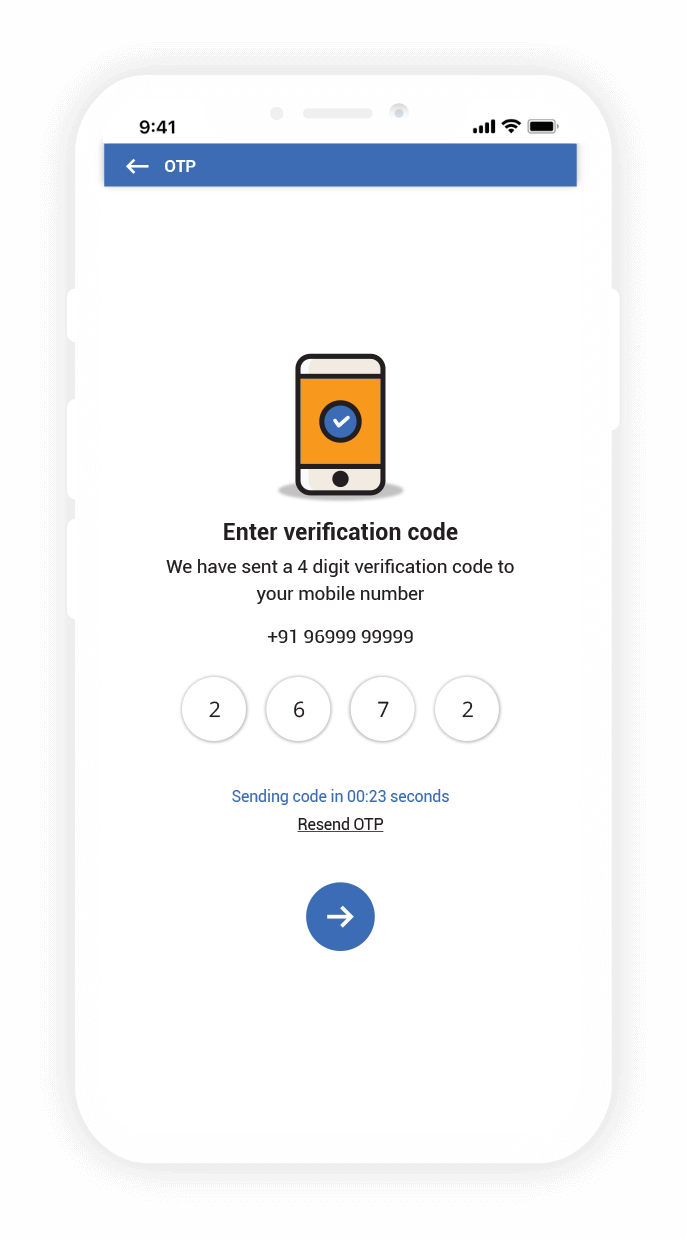 9:41
OTP
Enter verification code
We have sent a 4 digit verification code to
your mobile number
+91 96999 99999
2 6 7 2
Sending code in 00:23 seconds
Resend OTP